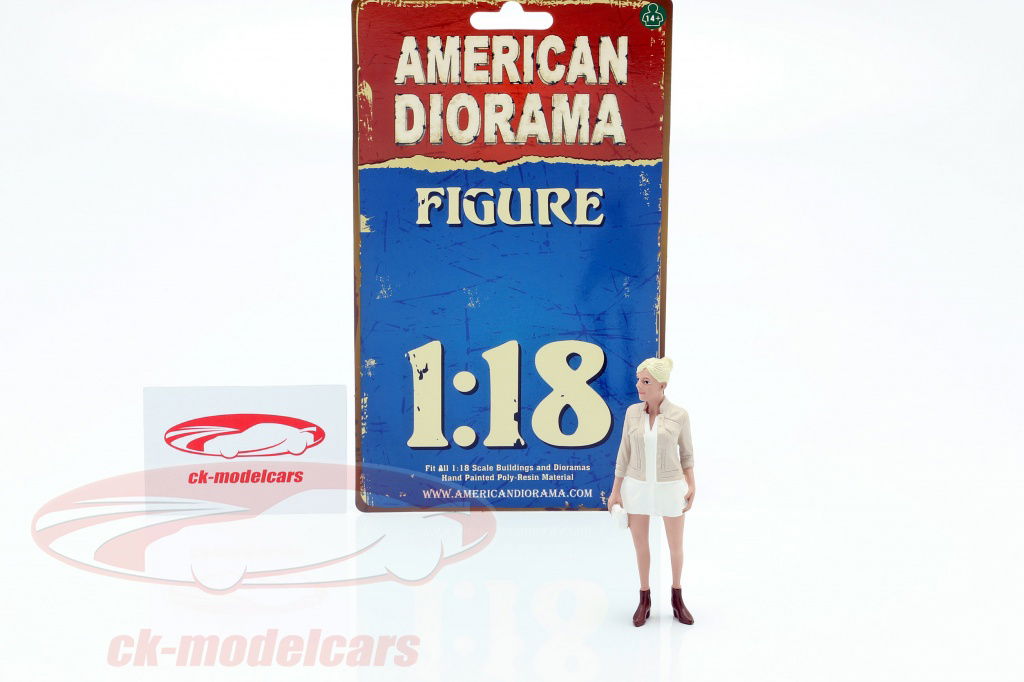 14+
AMERICAN
DIORAMA
FIGURE
1:18
Fit All 1:18 Scale Buildings and Dioramas
Hand Painted Poly-Resin Material
WWW.AMERICANDIORAMA.COM
ck-modelcars
ck-modelcars